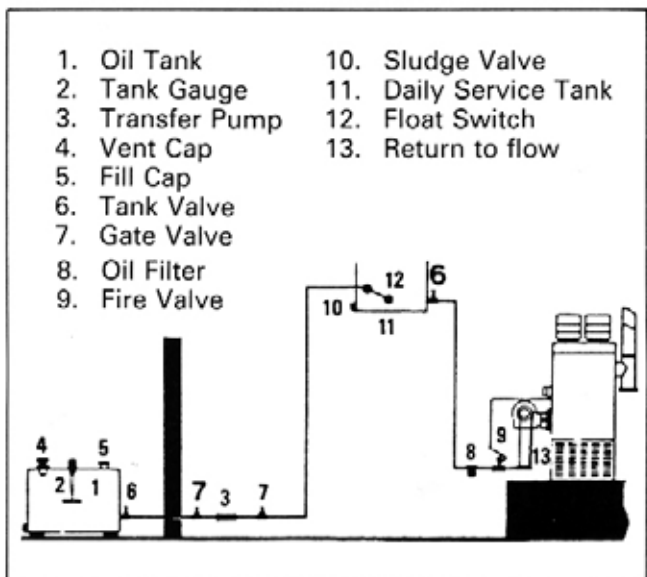 1. Oil Tank
2. Tank Gauge
3. Transfer Pump
4. Vent Cap
5. Fill Cap
6. Tank Valve
7. Gate Valve
8. Oil Filter
9. Fire Valve
10. Sludge Valve
11. Daily Service Tank
12. Float Switch
13. Return to flow
12 6
10
11
4 5
2 1 6 7 3 7
9
8 13